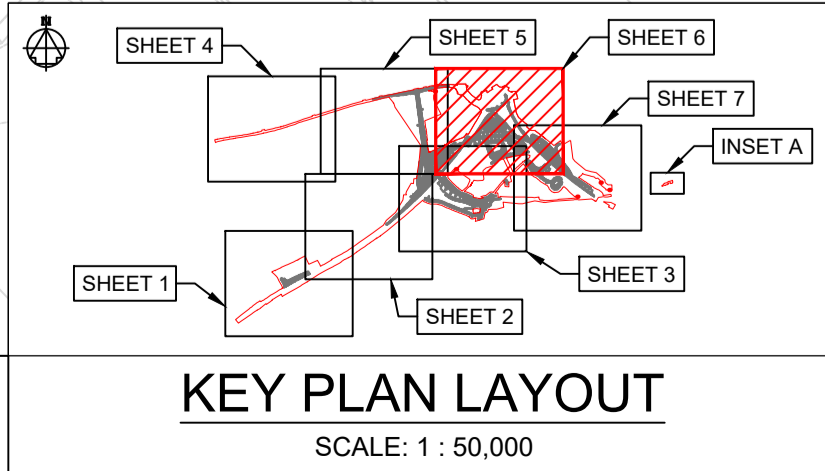 N
SHEET 4
SHEET 5
SHEET 6
SHEET 7
INSET A
SHEET 1
SHEET 2
SHEET 3
KEY PLAN LAYOUT
SCALE: 1 : 50,000